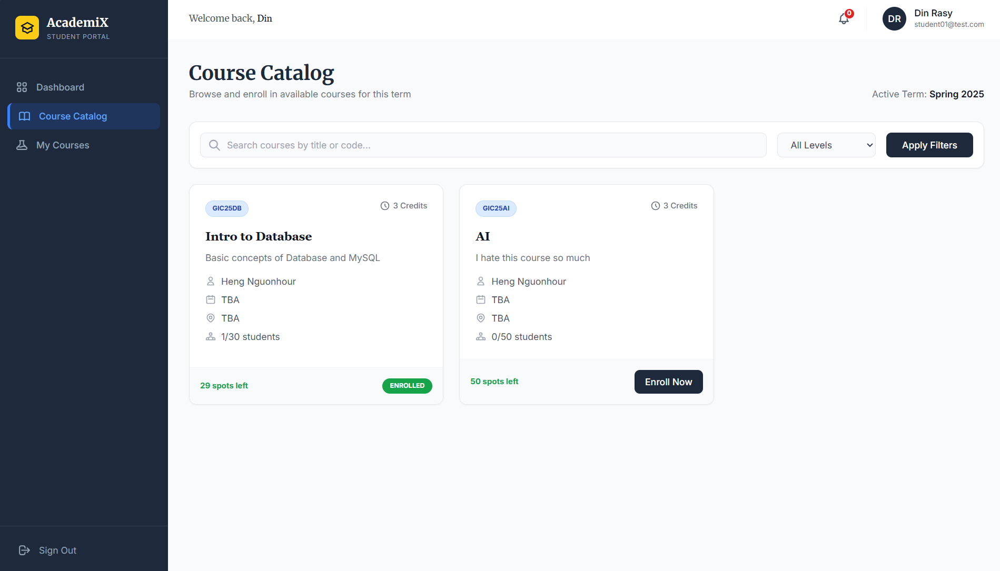 AcademiX
STUDENT PORTAL
Dashboard
Course Catalog
My Courses
Sign Out
Welcome back, Din
0
DR
Din Rasy
student01@test.com
Course Catalog
Browse and enroll in available courses for this term
Active Term: Spring 2025
Search courses by title or code...
All Levels
Apply Filters
GIC25DB
3 Credits
Intro to Database
Basic concepts of Database and MySQL
Heng Nguonhour
TBA
TBA
1/30 students
29 spots left
ENROLLED
GIC25AI
3 Credits
AI
I hate this course so much
Heng Nguonhour
TBA
TBA
0/50 students
50 spots left
Enroll Now